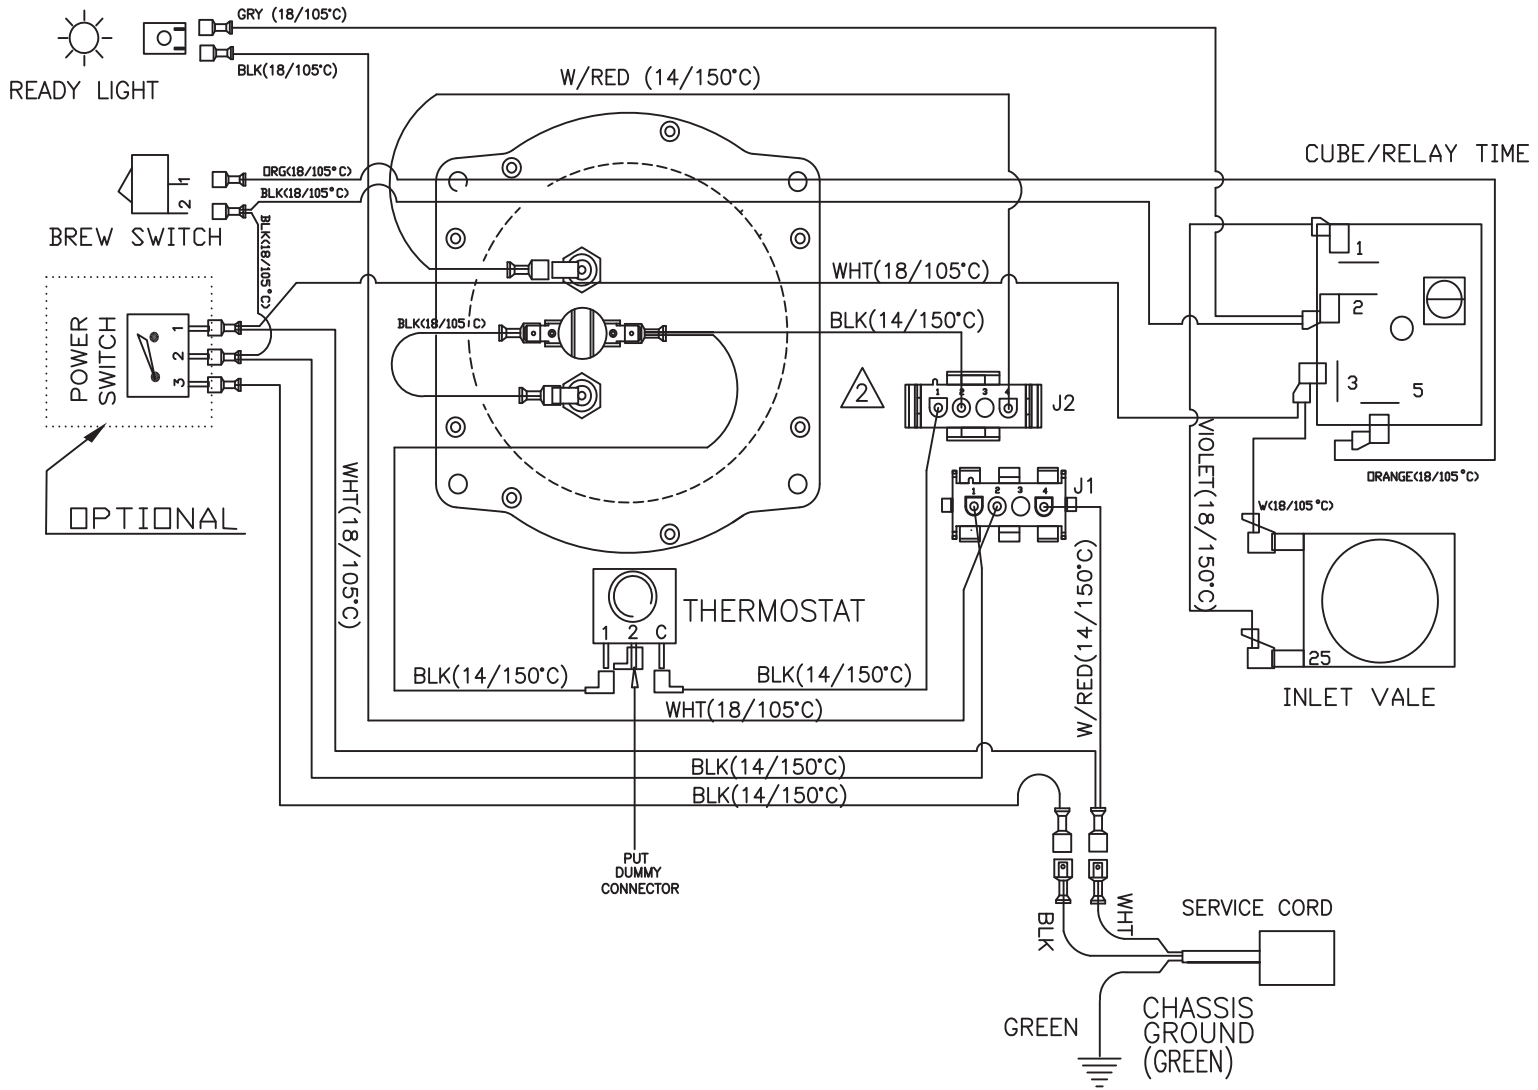 GRY (18/105°C)
BLK(18/105°C)
READY LIGHT
W/RED (14/150°C)
CUBE/RELAY TIME
1
2
ORG(18/105°C)
BLK(18/105°C)
BLK(18/105°C)
BREW SWITCH
POWER
SWITCH
1
2
3
OPTIONAL
WHT(18/105°C)
WHT(18/105°C)
BLK(18/105°C)
BLK(14/150°C)
2
1
2
3
4
J2
1
2
3
4
J1
1
2
3
5
ORANGE(18/105°C)
VIOLET(18/150°C)
W(18/105°C)
25
INLET VALE
THERMOSTAT
1 2 C
BLK(14/150°C)
BLK(14/150°C)
WHT(18/105°C)
W/RED(14/150°C)
BLK(14/150°C)
BLK(14/150°C)
PUT
DUMMY
CONNECTOR
BLK
WHT
SERVICE CORD
GREEN
CHASSIS
GROUND
(GREEN)